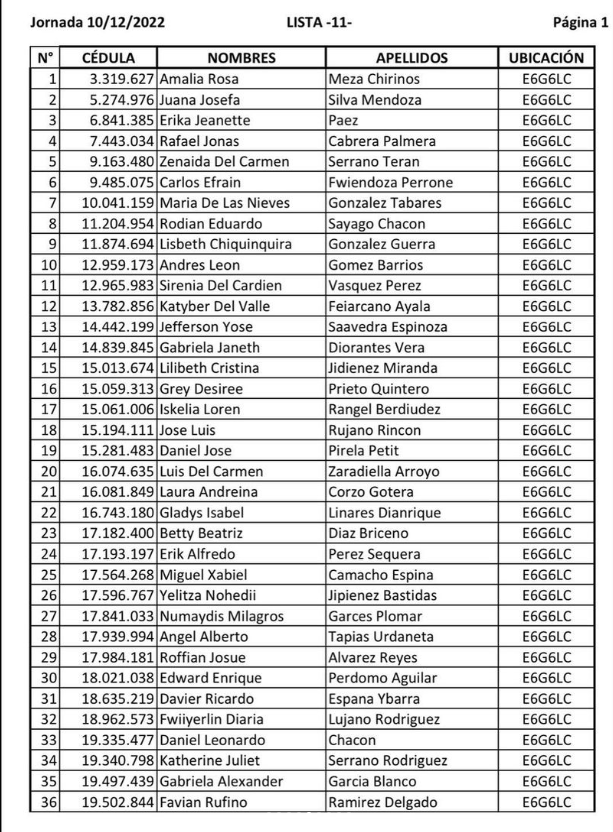 Jornada 10/12/2022 LISTA -11- Página 1
N° CÉDULA NOMBRES APELLIDOS UBICACIÓN
1 3.319.627 Amalia Rosa Meza Chirinos E6G6LC
2 5.274.976 Juana Josefa Silva Mendoza E6G6LC
3 6.841.385 Erika Jeanette Paez E6G6LC
4 7.443.034 Rafael Jonas Cabrera Palmera E6G6LC
5 9.163.480 Zenaida Del Carmen Serrano Teran E6G6LC
6 9.485.075 Carlos Efrain Fwiendoza Perrone E6G6LC
7 10.041.159 Maria De Las Nieves Gonzalez Tabares E6G6LC
8 11.204.954 Rodian Eduardo Sayago Chacon E6G6LC
9 11.874.694 Lisbeth Chiquinquira Gonzalez Guerra E6G6LC
10 12.959.173 Andres Leon Gomez Barrios E6G6LC
11 12.965.983 Sirenia Del Cardien Vasquez Perez E6G6LC
12 13.782.856 Katyber Del Valle Feiarcano Ayala E6G6LC
13 14.442.199 Jefferson Yose Saavedra Espinoza E6G6LC
14 14.839.845 Gabriela Janeth Diorantes Vera E6G6LC
15 15.013.674 Lilibeth Cristina Jidienez Miranda E6G6LC
16 15.059.313 Grey Desiree Prieto Quintero E6G6LC
17 15.061.006 Iskelia Loren Rangel Berdiudez E6G6LC
18 15.194.111 Jose Luis Rujano Rincon E6G6LC
19 15.281.483 Daniel Jose Pirela Petit E6G6LC
20 16.074.635 Luis Del Carmen Zaradiella Arroyo E6G6LC
21 16.081.849 Laura Andreina Corzo Gotera E6G6LC
22 16.743.180 Gladys Isabel Linares Dianrique E6G6LC
23 17.182.400 Betty Beatriz Diaz Briceno E6G6LC
24 17.193.197 Erik Alfredo Perez Sequera E6G6LC
25 17.564.268 Miguel Xabiel Camacho Espina E6G6LC
26 17.596.767 Yelitza Nohedii Jipienez Bastidas E6G6LC
27 17.841.033 Numaydis Milagros Garces Plomar E6G6LC
28 17.939.994 Angel Alberto Tapias Urdaneta E6G6LC
29 17.984.181 Roffian Josue Alvarez Reyes E6G6LC
30 18.021.038 Edward Enrique Perdomo Aguilar E6G6LC
31 18.635.219 Davier Ricardo Espana Ybarra E6G6LC
32 18.962.573 Fwiiyerlin Diaria Lujano Rodriguez E6G6LC
33 19.335.477 Daniel Leonardo Chacon E6G6LC
34 19.340.798 Katherine Juliet Serrano Rodriguez E6G6LC
35 19.497.439 Gabriela Alexander Garcia Blanco E6G6LC
36 19.502.844 Favian Rufino Ramirez Delgado E6G6LC